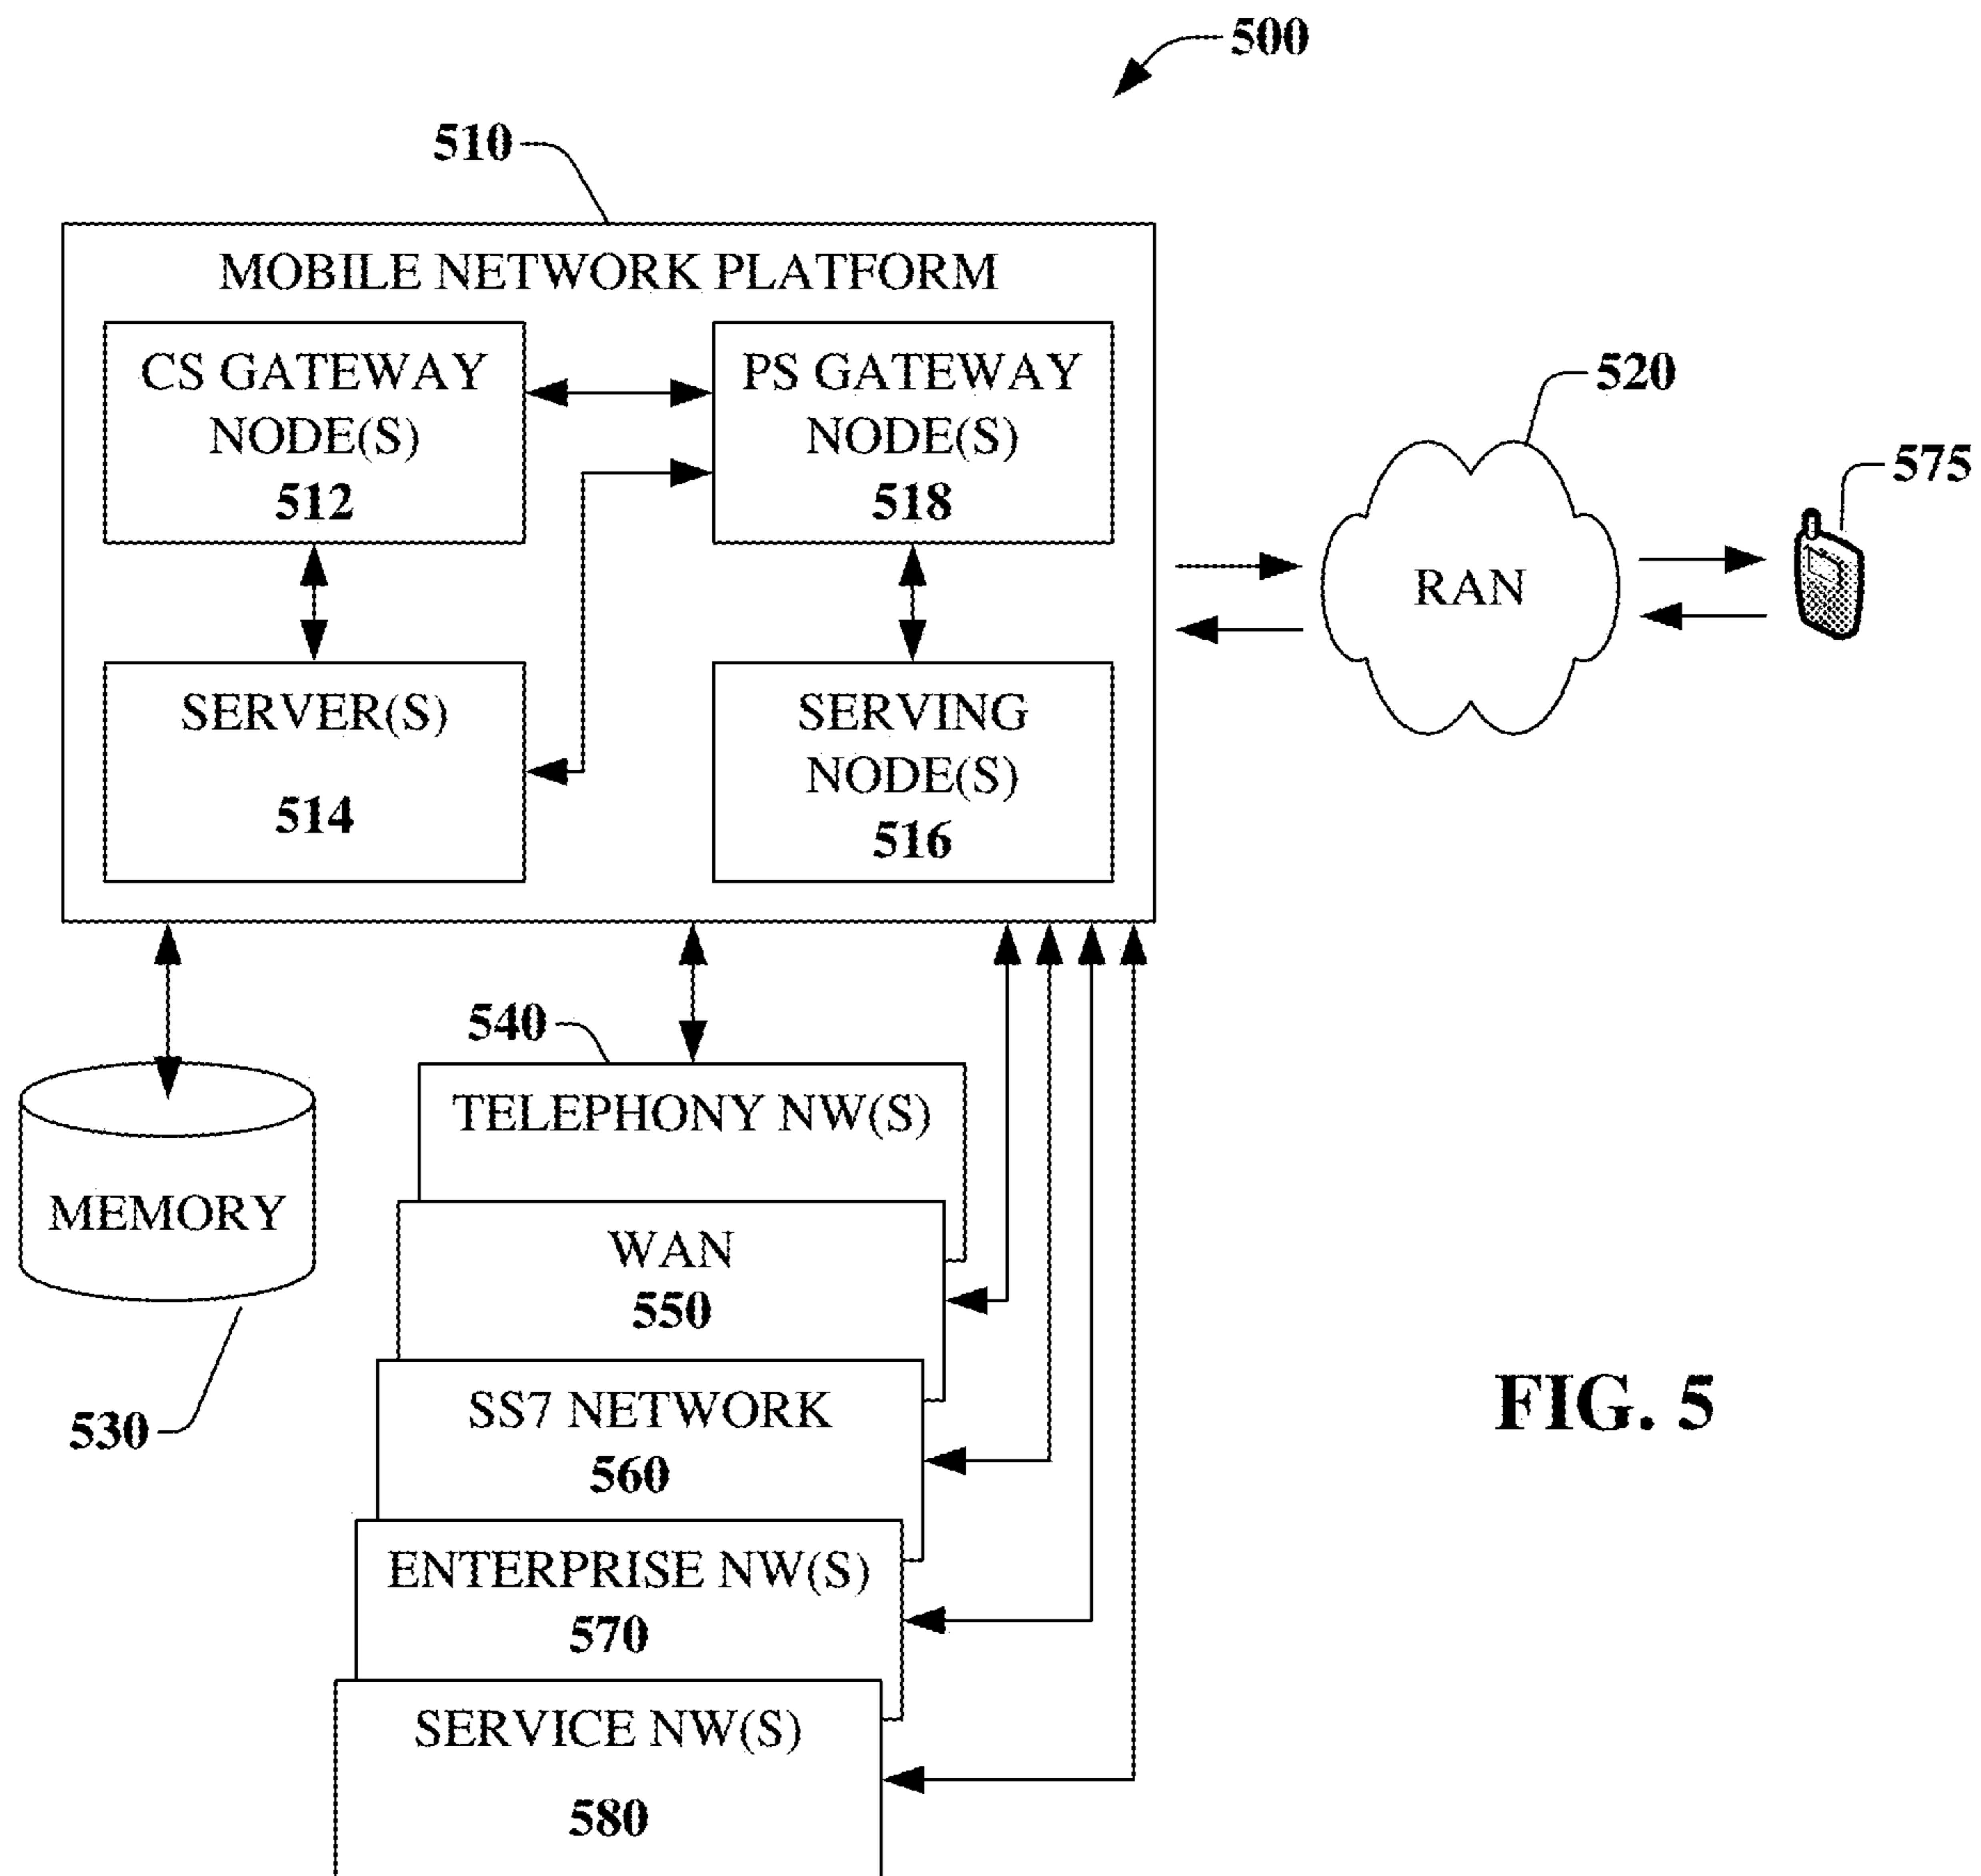 500
510
MOBILE NETWORK PLATFORM
CS GATEWAY
NODE(S)
512
PS GATEWAY
NODE(S)
518
SERVER(S)
514
SERVING
NODE(S)
516
520
RAN
575
540
TELEPHONY NW(S)
MEMORY
530
WAN
550
SS7 NETWORK
560
ENTERPRISE NW(S)
570
SERVICE NW(S)
580
FIG. 5